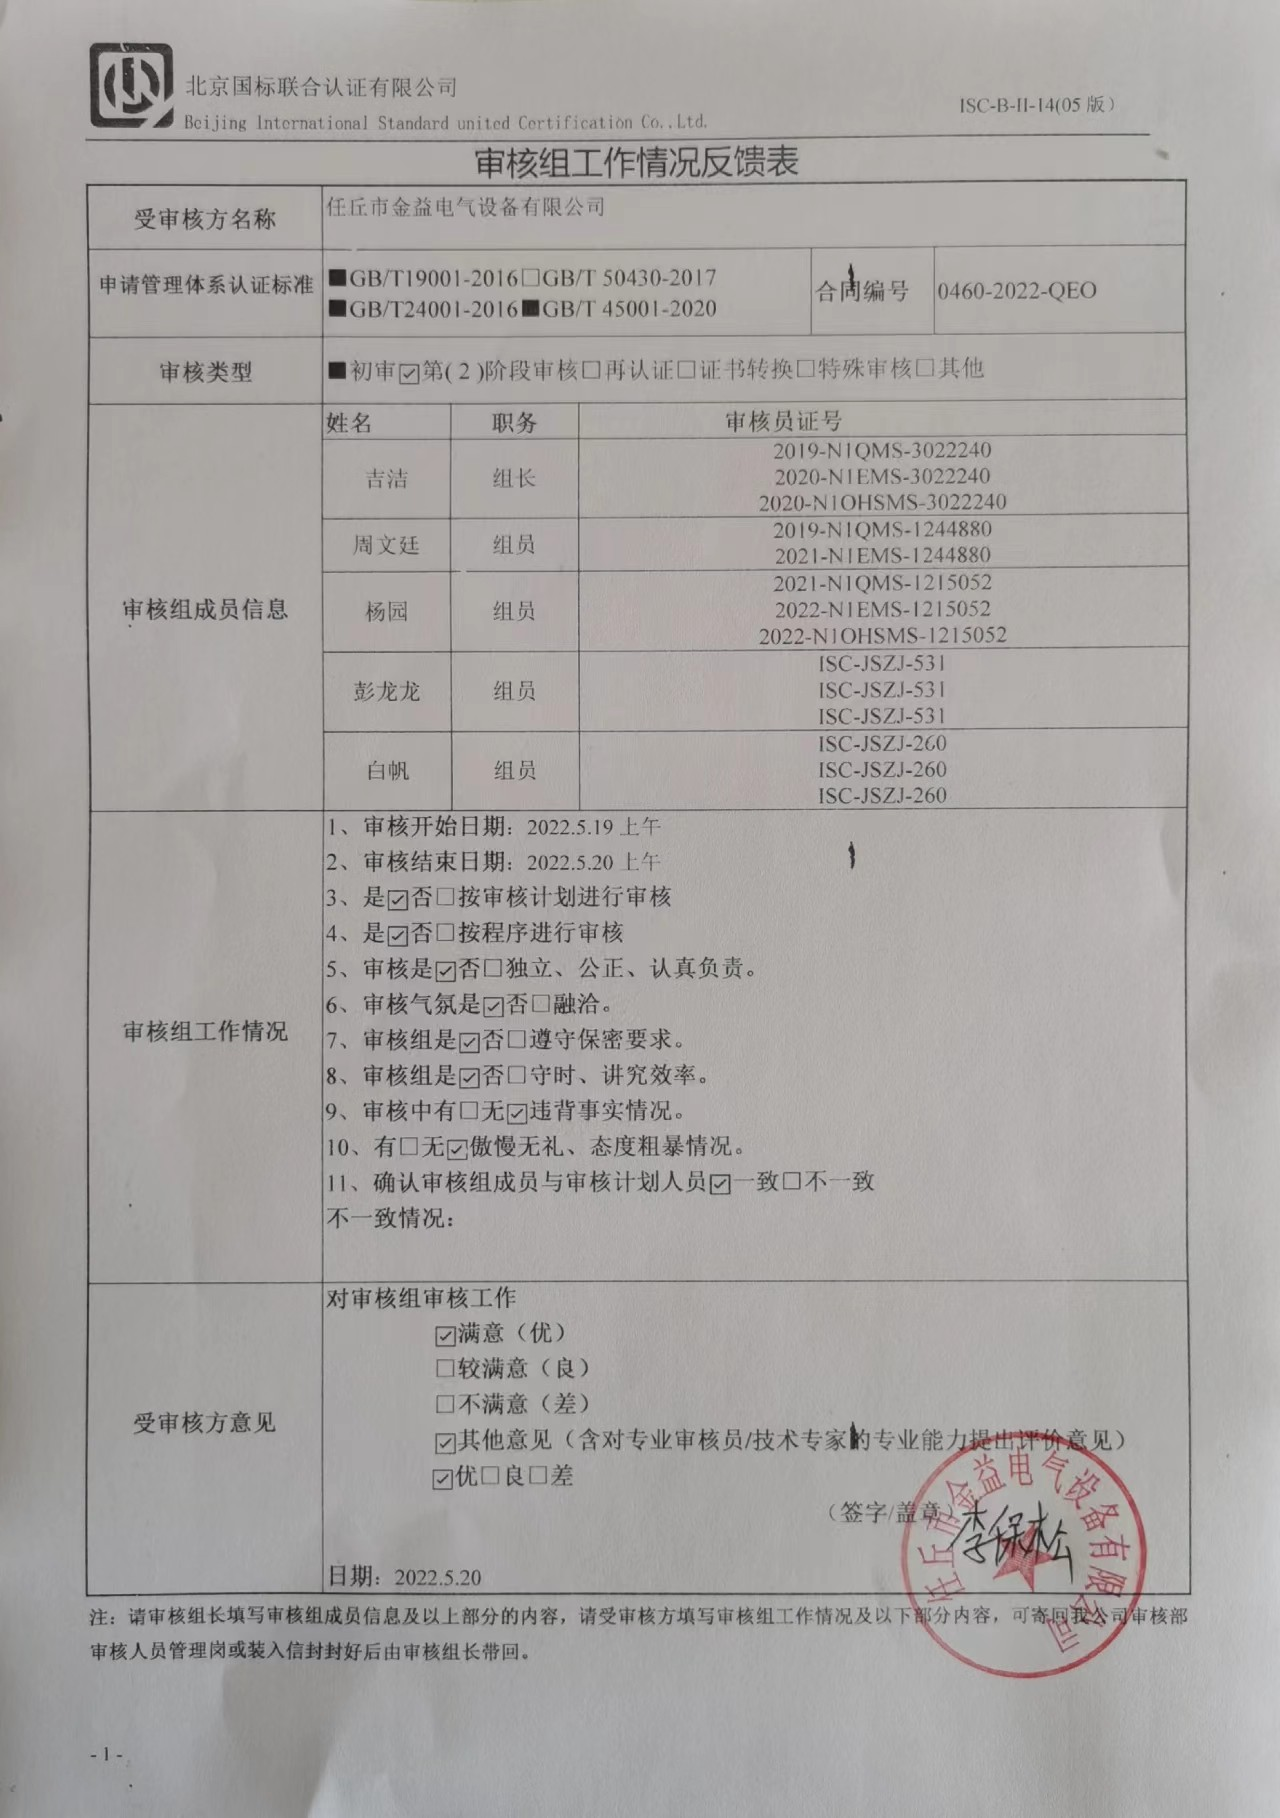 北京国标联合认证有限公司
Beijing International Standard united Certification Co.,Ltd.
ISC-B-II-14(05 版)
审核组工作情况反馈表
受审核方名称 任丘市金益电气设备有限公司
申请管理体系认证标准 ■GB/T19001-2016□GB/T 50430-2017
■GB/T24001-2016■GB/T 45001-2020
合同编号 0460-2022-QEO
审核类型 ■初审☑第( 2 )阶段审核□再认证□证书转换□特殊审核□其他
审核组成员信息
姓名 职务 审核员证号
吉洁 组长 2019-N1QMS-3022240
2020-N1EMS-3022240
2020-N1OHSMS-3022240
周文廷 组员 2019-N1QMS-1244880
2021-N1EMS-1244880
杨园 组员 2021-N1QMS-1215052
2022-N1EMS-1215052
2022-N1OHSMS-1215052
彭龙龙 组员 ISC-JSZJ-531
ISC-JSZJ-531
ISC-JSZJ-531
白帆 组员 ISC-JSZJ-260
ISC-JSZJ-260
ISC-JSZJ-260
审核组工作情况
1、审核开始日期：2022.5.19 上午
2、审核结束日期：2022.5.20 上午
3、是☑否□按审核计划进行审核
4、是☑否□按程序进行审核
5、审核是☑否□独立、公正、认真负责。
6、审核气氛是☑否□融洽。
7、审核组是☑否□遵守保密要求。
8、审核组是☑否□守时、讲究效率。
9、审核中有□无☑违背事实情况。
10、有□无☑傲慢无礼、态度粗暴情况。
11、确认审核组成员与审核计划人员☑一致□不一致
不一致情况：
受审核方意见
对审核组审核工作
☑满意（优）
□较满意（良）
□不满意（差）
☑其他意见（含对专业审核员/技术专家的专业能力提出评价意见）
☑优□良□差
（签字/盖章
李保松
任丘市金益电气设备有限公司
日期：2022.5.20
注：请审核组长填写审核组成员信息及以上部分的内容，请受审核方填写审核组工作情况及以下部分内容，可寄回我公司审核部
审核人员管理岗或装入信封封好后由审核组长带回。
- 1 -